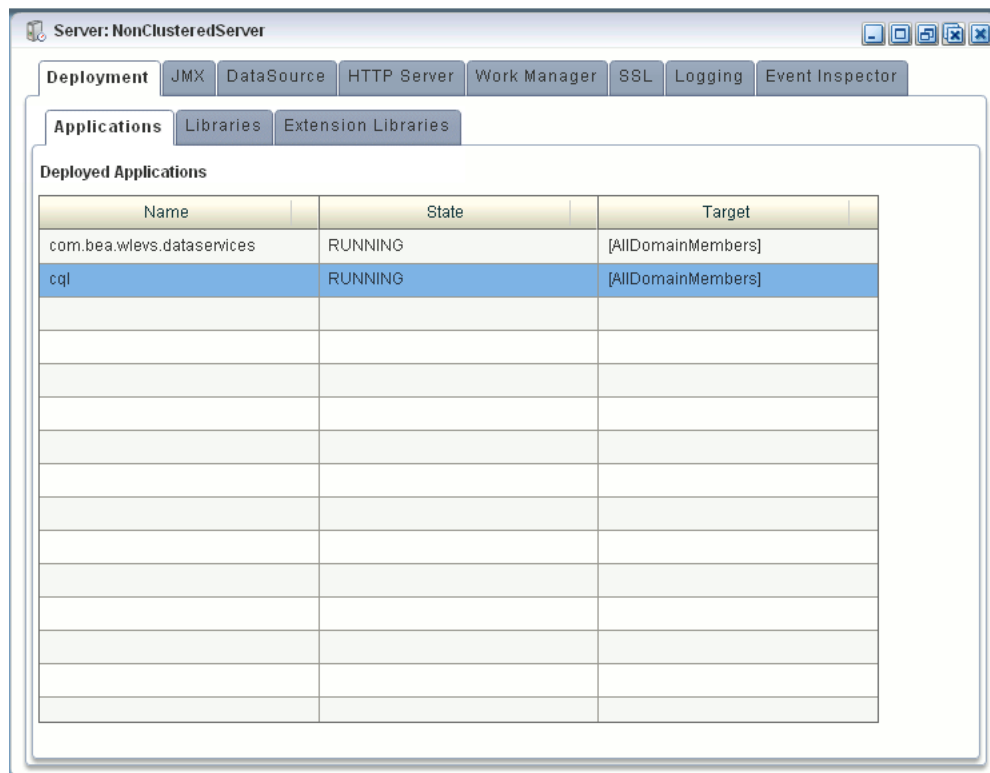 Server: NonClusteredServer
Deployment JMX DataSource HTTP Server Work Manager SSL Logging Event Inspector
Applications Libraries Extension Libraries
Deployed Applications
Name State Target
com.bea.wlevs.dataservices RUNNING [AllDomainMembers]
cql RUNNING [AllDomainMembers]